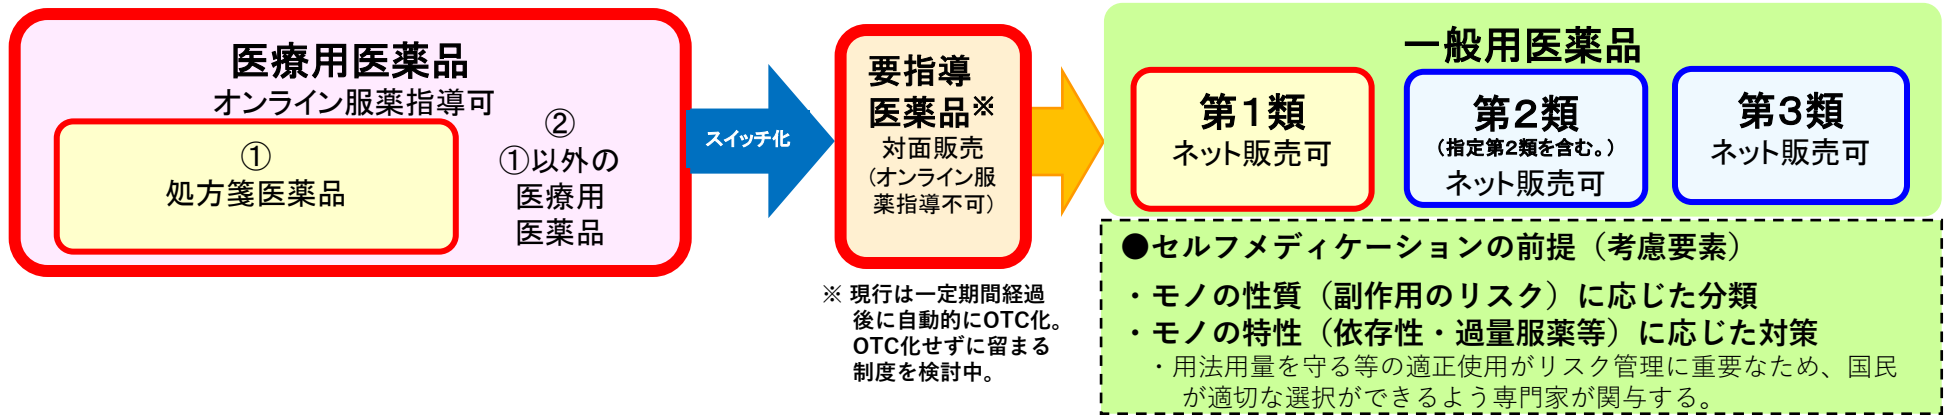 医療用医薬品
オンライン服薬指導可
①
処方箋医薬品
②
①以外の
医療用
医薬品
スイッチ化
要指導
医薬品※
対面販売
(オンライン服
薬指導不可)
※ 現行は一定期間経過
後に自動的にOTC化。
OTC化せずに留まる
制度を検討中。
一般用医薬品
第1類
ネット販売可
第2類
(指定第2類を含む。)
ネット販売可
第3類
ネット販売可
●セルフメディケーションの前提（考慮要素）
・モノの性質（副作用のリスク）に応じた分類
・モノの特性（依存性・過量服薬等）に応じた対策
・用法用量を守る等の適正使用がリスク管理に重要なため、国民
が適切な選択ができるよう専門家が関与する。